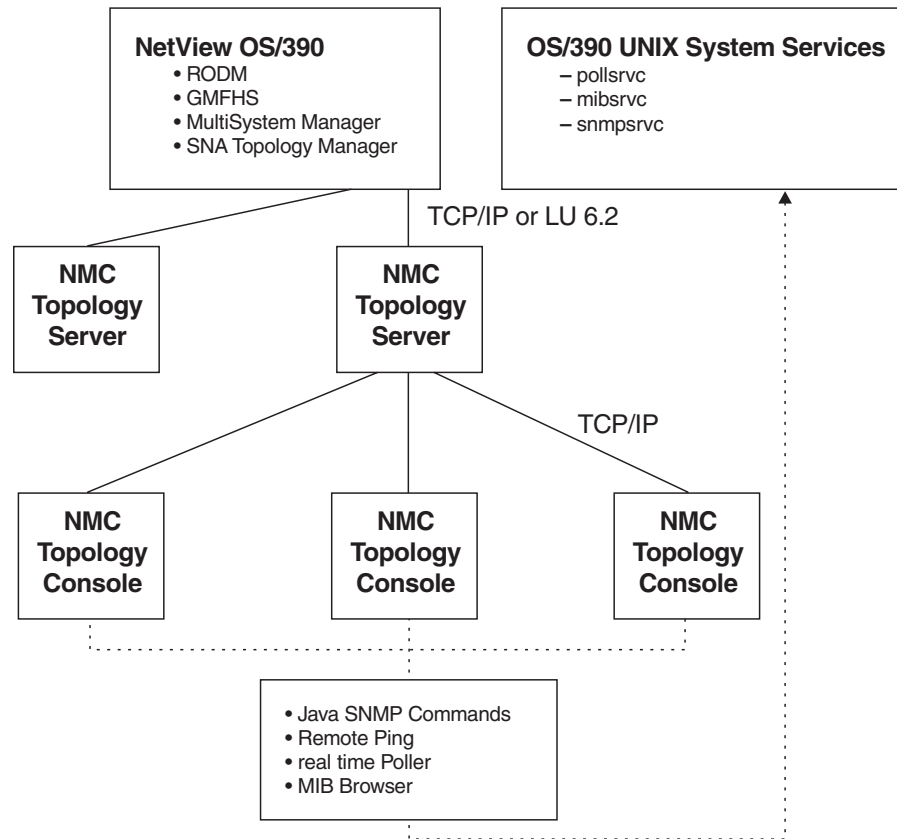 NetView OS/390
• RODM
• GMFHS
• MultiSystem Manager
• SNA Topology Manager
OS/390 UNIX System Services
– pollsrvc
– mibsrvc
– snmpsrvc
TCP/IP or LU 6.2
NMC
Topology
Server
NMC
Topology
Server
TCP/IP
NMC
Topology
Console
NMC
Topology
Console
NMC
Topology
Console
• Java SNMP Commands
• Remote Ping
• real time Poller
• MIB Browser